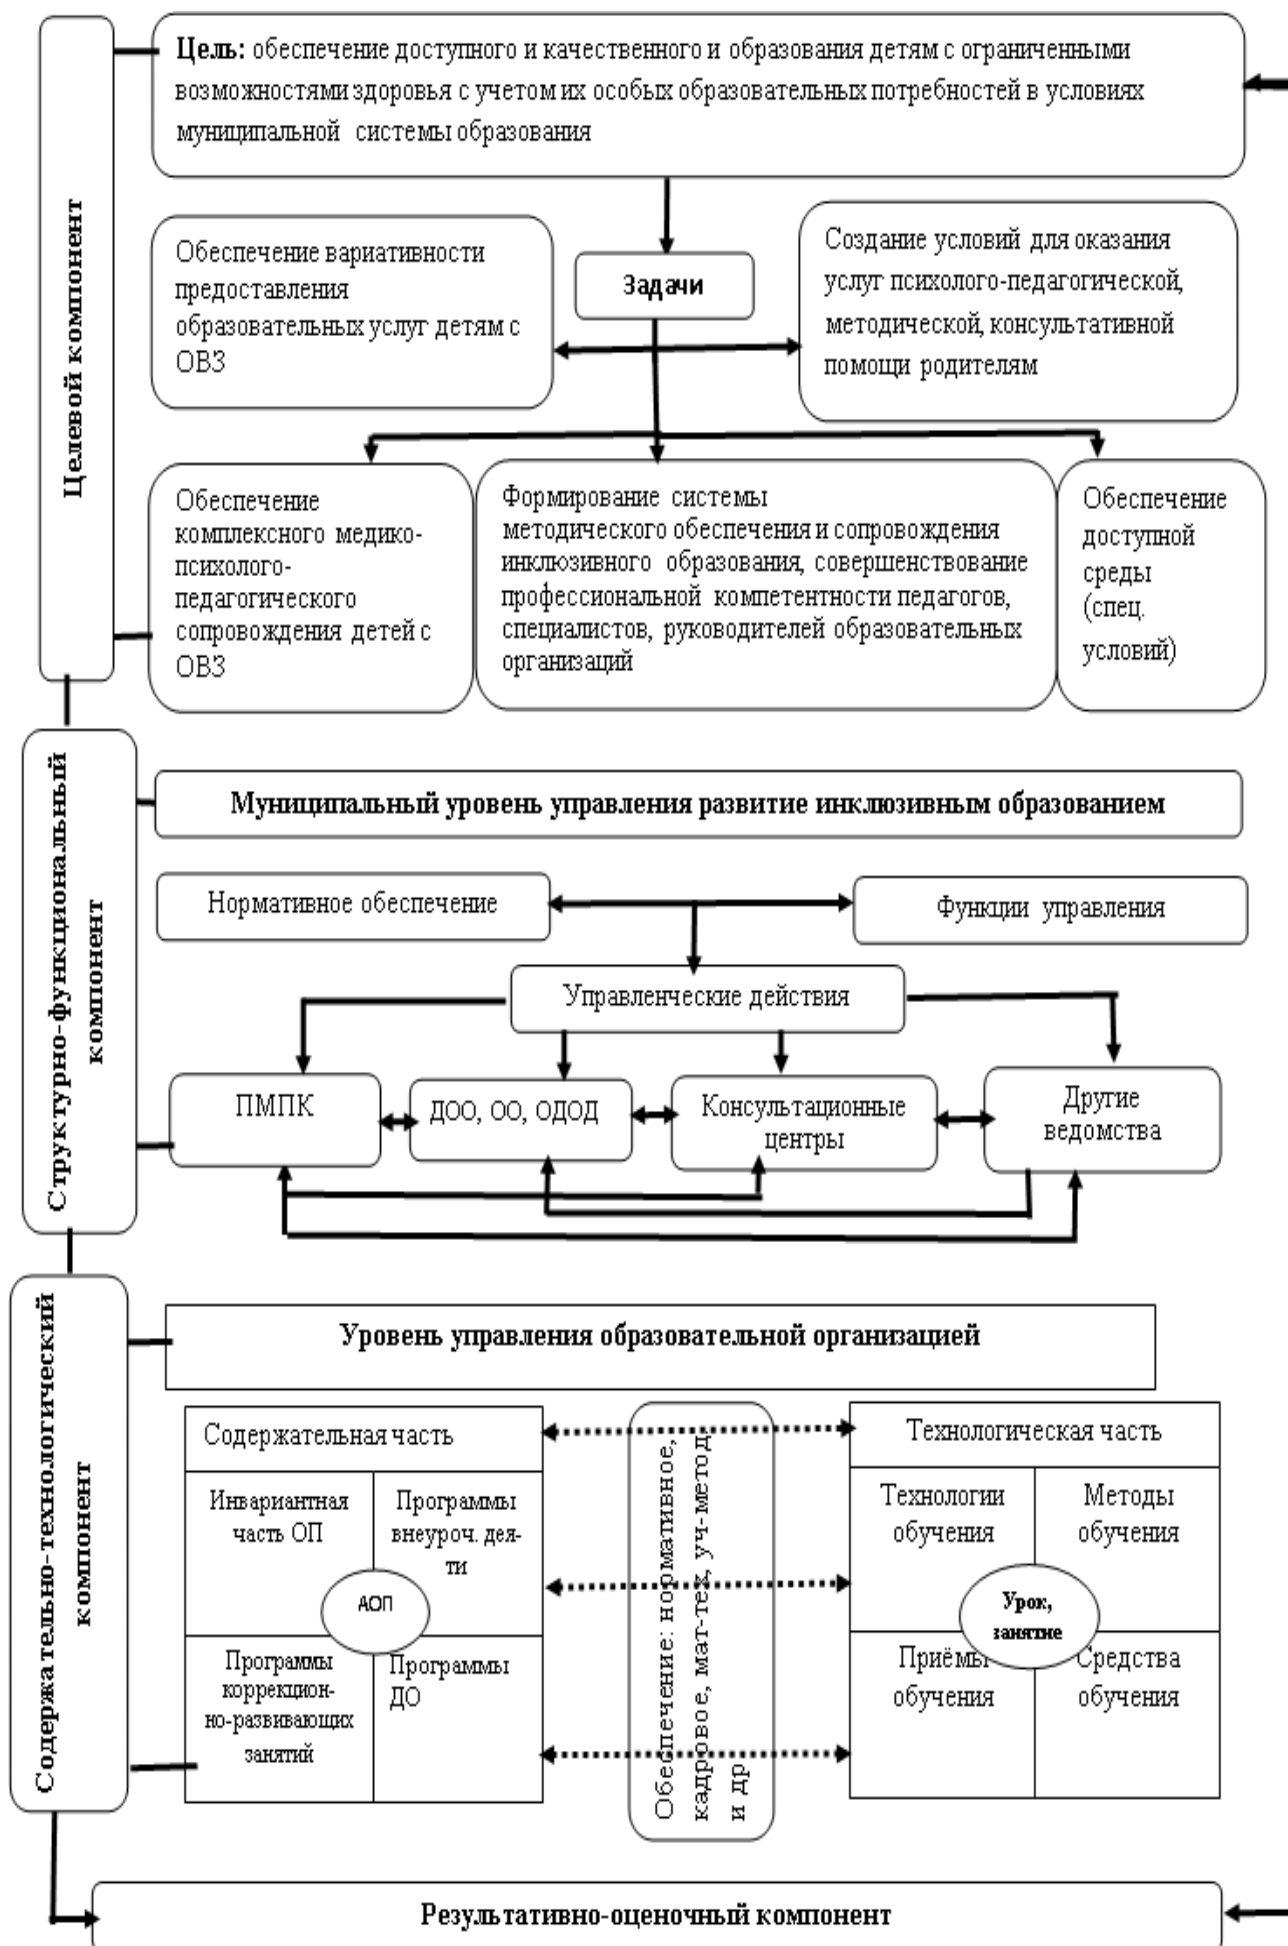 Целевой компонент
Цель: обеспечение доступного и качественного и образования детям с ограниченными
возможностями здоровья с учетом их особых образовательных потребностей в условиях
муниципальной системы образования
Задачи
Обеспечение вариативности
предоставления
образовательных услуг детям с
ОВЗ
Создание условий для оказания
услуг психолого-педагогической,
методической, консультативной
помощи родителям
Обеспечение
комплексного медико-
психолого-
педагогического
сопровождения детей с
ОВЗ
Формирование системы
методического обеспечения и сопровождения
инклюзивного образования, совершенствование
профессиональной компетентности педагогов,
специалистов, руководителей образовательных
организаций
Обеспечение
доступной
среды
(спец.
условий)
Структурно-функциональный
компонент
Муниципальный уровень управления развитие инклюзивным образованием
Нормативное обеспечение
Функции управления
Управленческие действия
ПМПК
ДОО, ОО, ОДОД
Консультационные
центры
Другие
ведомства
Содержательно-технологический
компонент
Уровень управления образовательной организацией
Содержательная часть
Инвариантная
часть ОП
Программы
внеуроч. дея-
ти
АОП
Программы
коррекцион-
но-развивающих
занятий
Программы
ДО
Обеспечение: нормативное,
кадровое, мат-тех, уч-метод
и др
Технологическая часть
Технологии
обучения
Методы
обучения
Урок,
занятие
Приёмы
обучения
Средства
обучения
Результативно-оценочный компонент